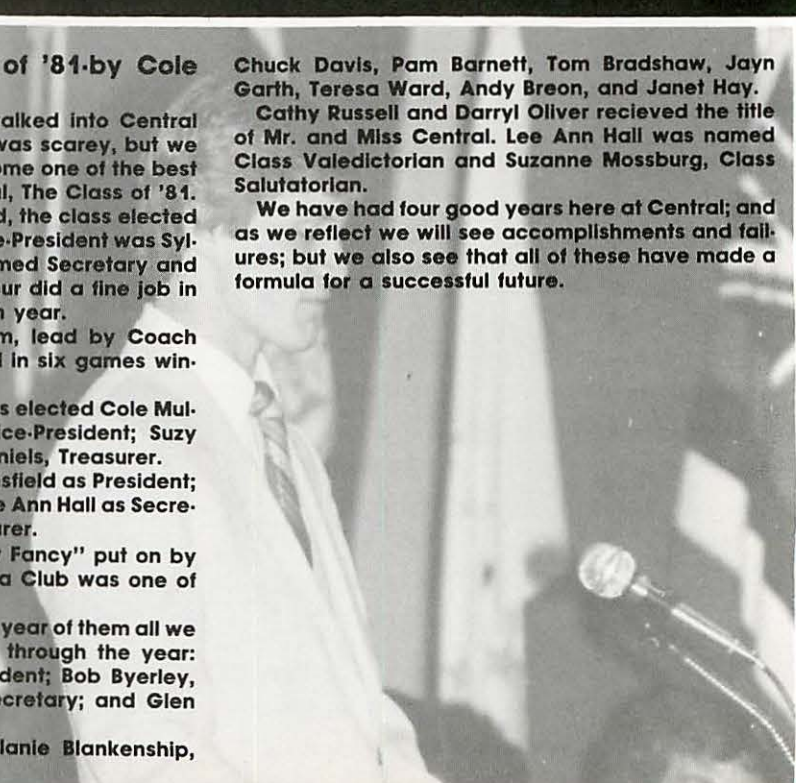 of '81-by Cole
alked into Central
vas scarey, but we
ome one of the best
l, The Class of '81.
d, the class elected
e-President was Syl-
med Secretary and
ur did a fine job in
year.
m, lead by Coach
in six games win-
s elected Cole Mul-
ice-President; Suzy
niels, Treasurer.
sfield as President;
e Ann Hall as Secre-
rer.
Fancy" put on by
a Club was one of
year of them all we
through the year:
dent; Bob Byerley,
cretary; and Glen
lanie Blankenship,
Chuck Davis, Pam Barnett, Tom Bradshaw, Jayn
Garth, Teresa Ward, Andy Breon, and Janet Hay.
Cathy Russell and Darryl Oliver recieved the title
of Mr. and Miss Central. Lee Ann Hall was named
Class Valedictorian and Suzanne Mossburg, Class
Salutatorian.
We have had four good years here at Central; and
as we reflect we will see accomplishments and fail-
ures; but we also see that all of these have made a
formula for a successful future.